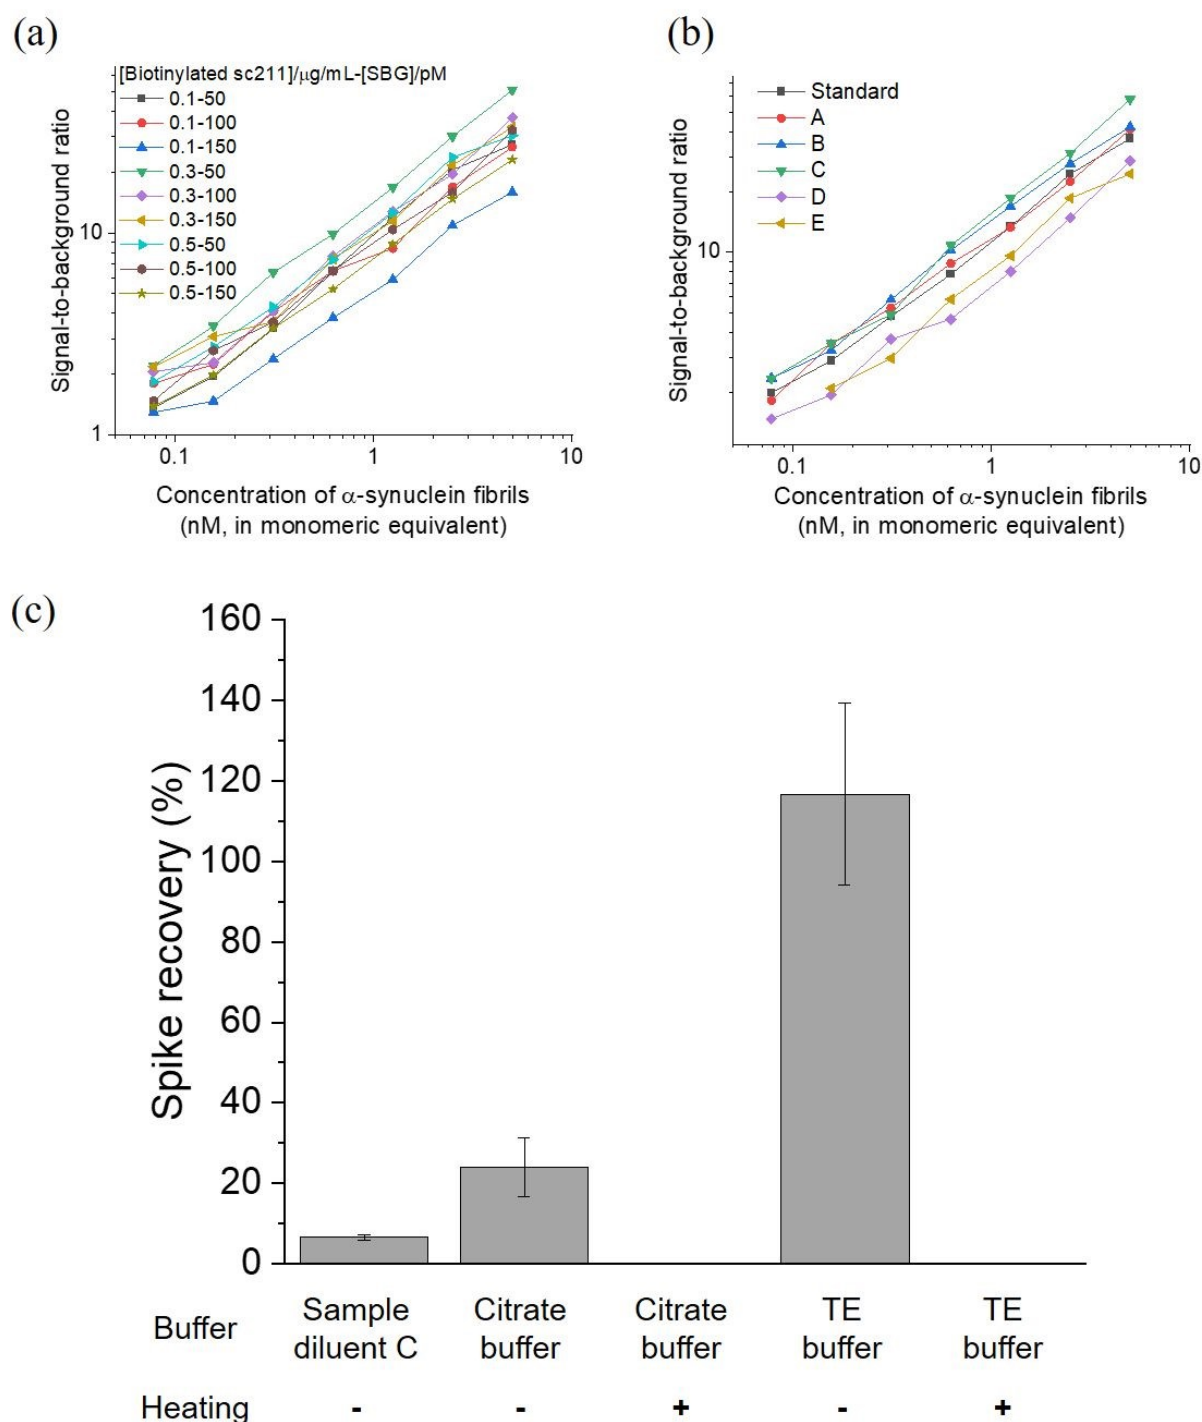 (a)
[Biotinylated sc211]/μg/mL-[SBG]/pM
0.1-50
0.1-100
0.1-150
0.3-50
0.3-100
0.3-150
0.5-50
0.5-100
0.5-150
Signal-to-background ratio
10
1
0.1
1
10
Concentration of α-synuclein fibrils
(nM, in monomeric equivalent)
(b)
Standard
A
B
C
D
E
Signal-to-background ratio
10
0.1
1
10
Concentration of α-synuclein fibrils
(nM, in monomeric equivalent)
(c)
Spike recovery (%)
160
140
120
100
80
60
40
20
0
Buffer
Sample diluent C
Citrate buffer
Citrate buffer
TE buffer
TE buffer
Heating - - + - +